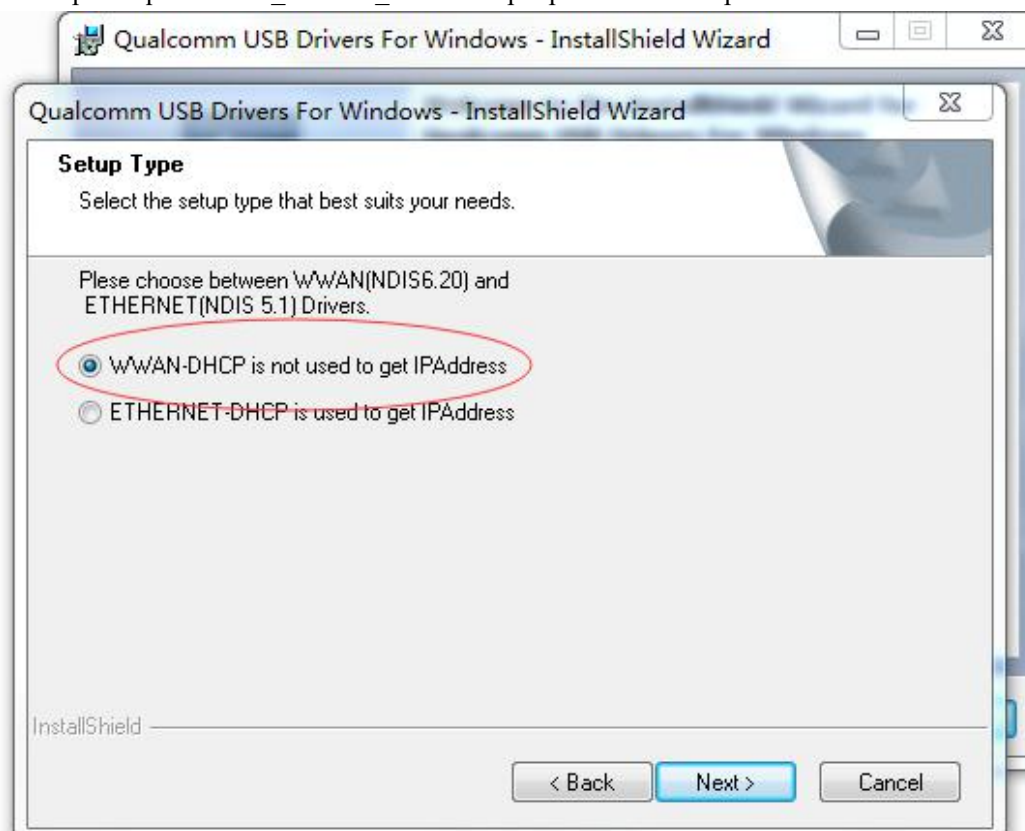 Qualcomm USB Drivers For Windows - InstallShield Wizard
Qualcomm USB Drivers For Windows - InstallShield Wizard
Setup Type
Select the setup type that best suits your needs.
Plese choose between WWAN(NDIS6.20) and
ETHERNET(NDIS 5.1) Drivers.
WWAN-DHCP is not used to get IPAddress
ETHERNET-DHCP is used to get IPAddress
InstallShield
< Back
Next >
Cancel